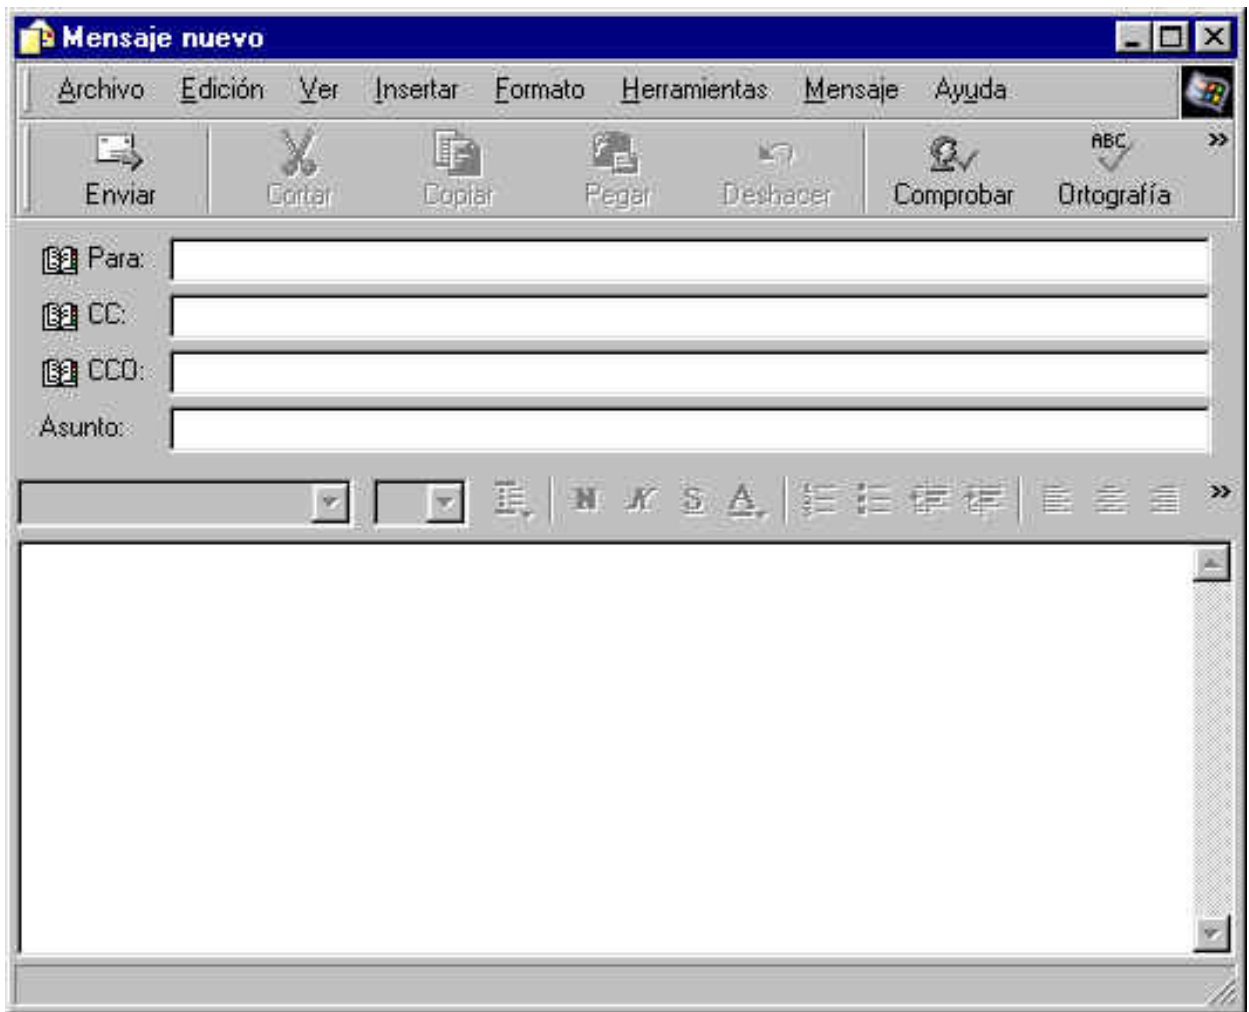 Mensaje nuevo
Archivo Edición Ver Insertar Formato Herramientas Mensaje Ayuda
Enviar Cortar Copiar Pegar Deshacer Comprobar ABC Ortografía
Para:
CC:
CCO:
Asunto:
N K S A